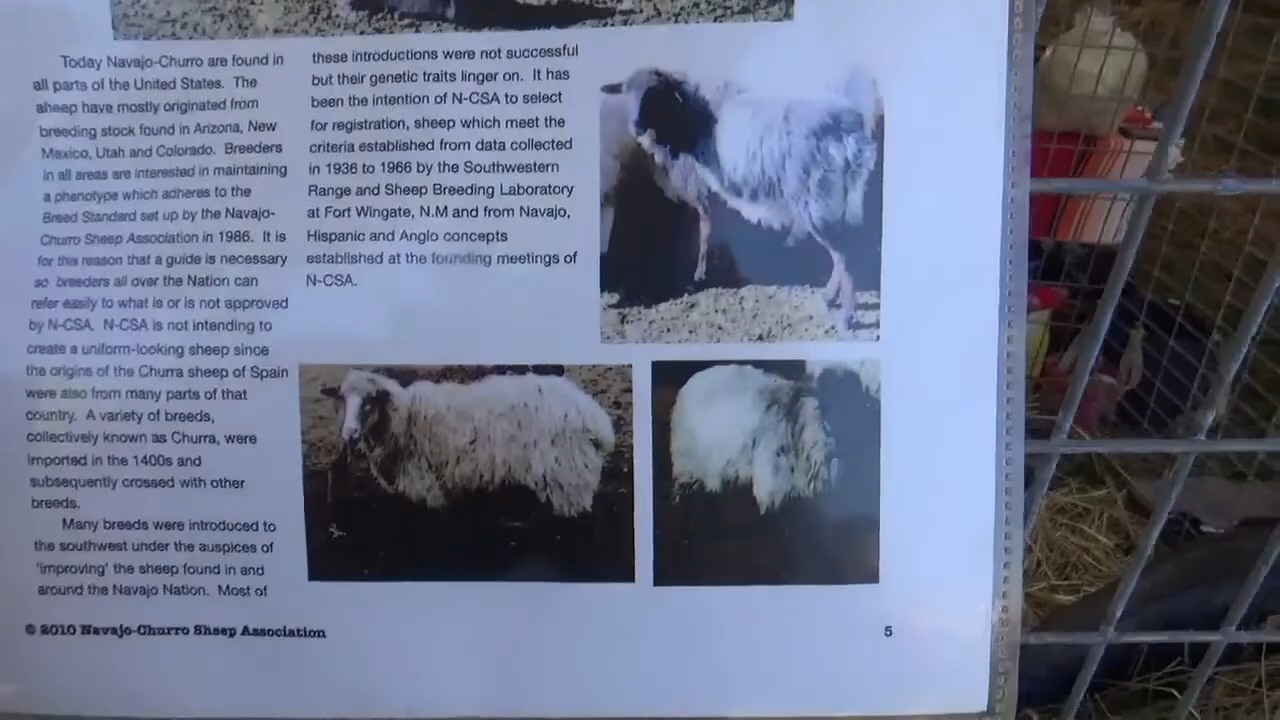 Today Navajo-Churro are found in
all parts of the United States. The
sheep have mostly originated from
breeding stock found in Arizona, New
Mexico, Utah and Colorado. Breeders
in all areas are interested in maintaining
a phenotype which adheres to the
Breed Standard set up by the Navajo-
Churro Sheep Association in 1986. It is
for this reason that a guide is necessary
so breeders all over the Nation can
refer easily to what is or is not approved
by N-CSA. N-CSA is not intending to
create a uniform-looking sheep since
the origins of the Churra sheep of Spain
were also from many parts of that
country. A variety of breeds,
collectively known as Churra, were
imported in the 1400s and
subsequently crossed with other
breeds.
Many breeds were introduced to
the southwest under the auspices of
'improving' the sheep found in and
around the Navajo Nation. Most of
these introductions were not successful
but their genetic traits linger on. It has
been the intention of N-CSA to select
for registration, sheep which meet the
criteria established from data collected
in 1936 to 1966 by the Southwestern
Range and Sheep Breeding Laboratory
at Fort Wingate, N.M and from Navajo,
Hispanic and Anglo concepts
established at the founding meetings of
N-CSA.
© 2010 Navajo-Churro Sheep Association
5